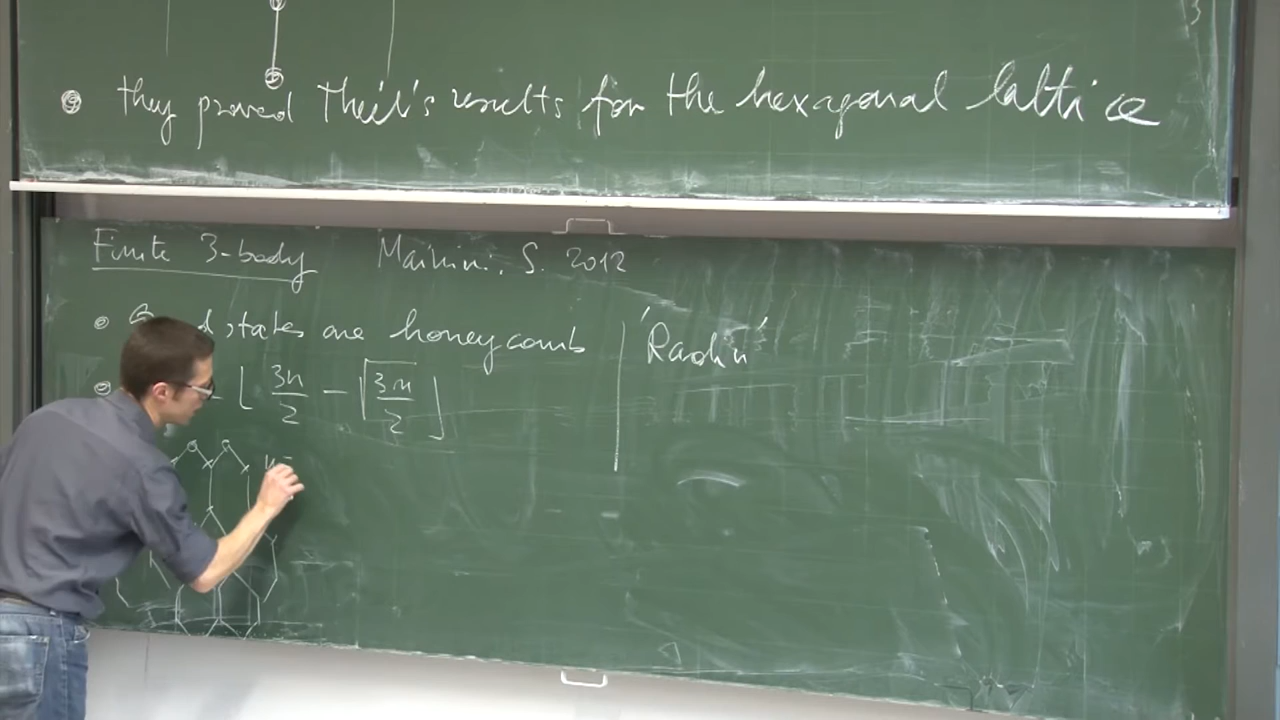 they proved Theil's results for the hexagonal lattice
Finite 3-body Mainini, S. 2012
states are honeycomb 'Radin'
- ⌊ 3n/2 - √(3n/2) ⌋
n=